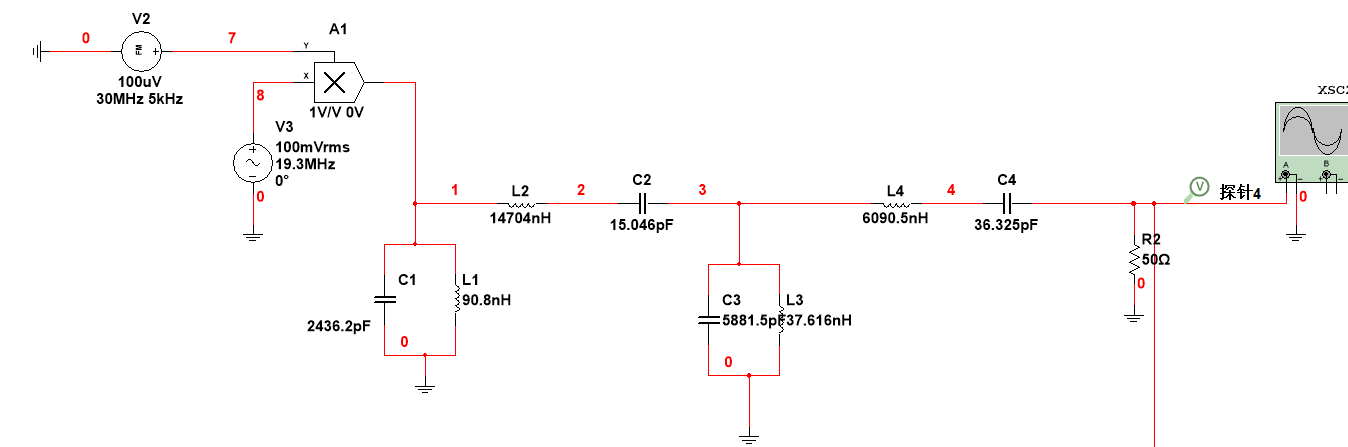 V2
0
7
FM
+
100uV
30MHz 5kHz
A1
Y
X
1V/V 0V
8
V3
100mVrms
19.3MHz
0°
0
1
L2
14704nH
2
C2
15.046pF
3
L4
6090.5nH
4
C4
36.325pF
V
探针4
XSC2
A
B
0
R2
50Ω
0
C1
2436.2pF
L1
90.8nH
0
C3
5881.5pF
L3
37.616nH
0